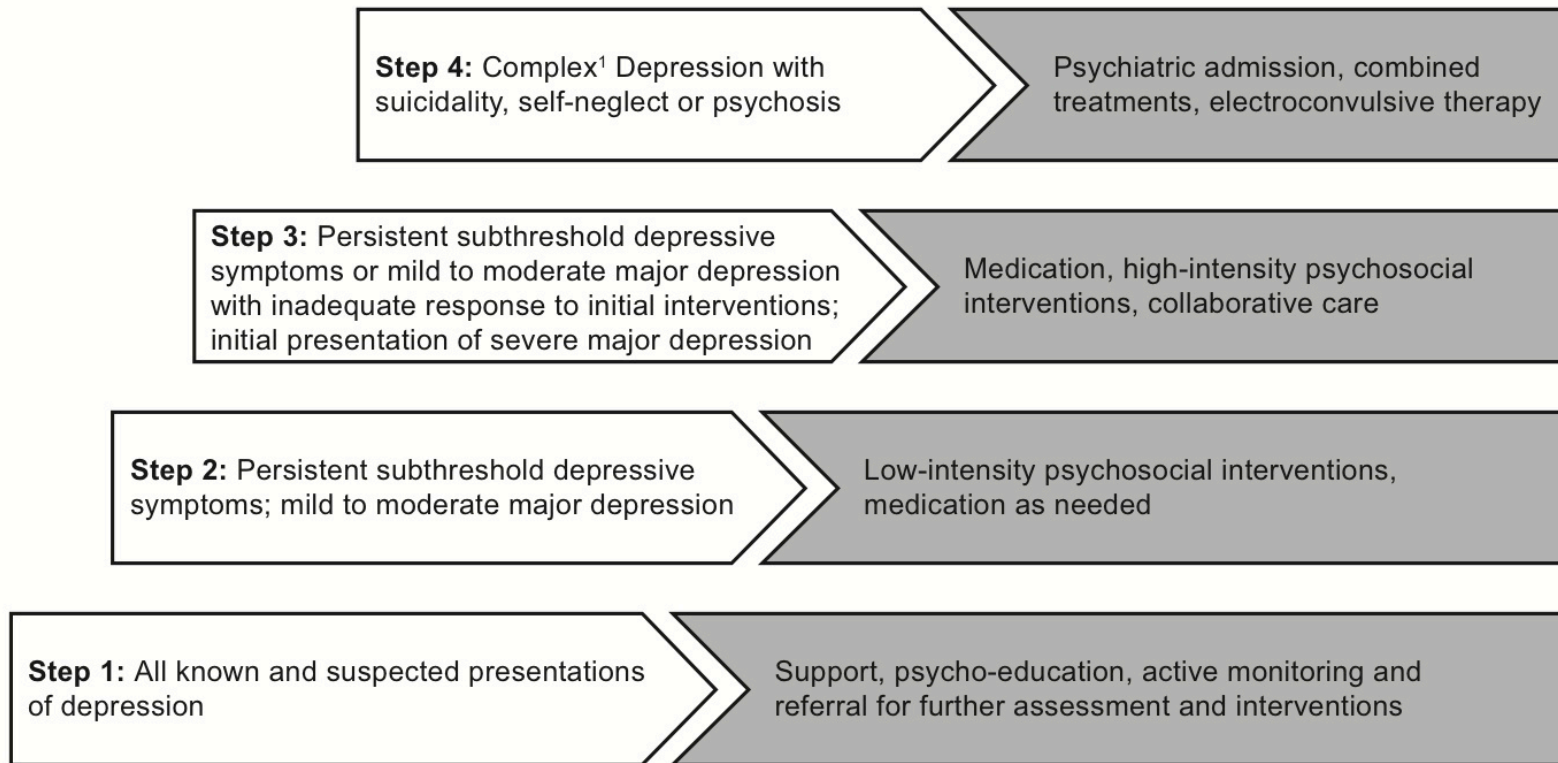 Step 4: Complex¹ Depression with
suicidality, self-neglect or psychosis
Psychiatric admission, combined
treatments, electroconvulsive therapy
Step 3: Persistent subthreshold depressive
symptoms or mild to moderate major depression
with inadequate response to initial interventions;
initial presentation of severe major depression
Medication, high-intensity psychosocial
interventions, collaborative care
Step 2: Persistent subthreshold depressive
symptoms; mild to moderate major depression
Low-intensity psychosocial interventions,
medication as needed
Step 1: All known and suspected presentations
of depression
Support, psycho-education, active monitoring and
referral for further assessment and interventions